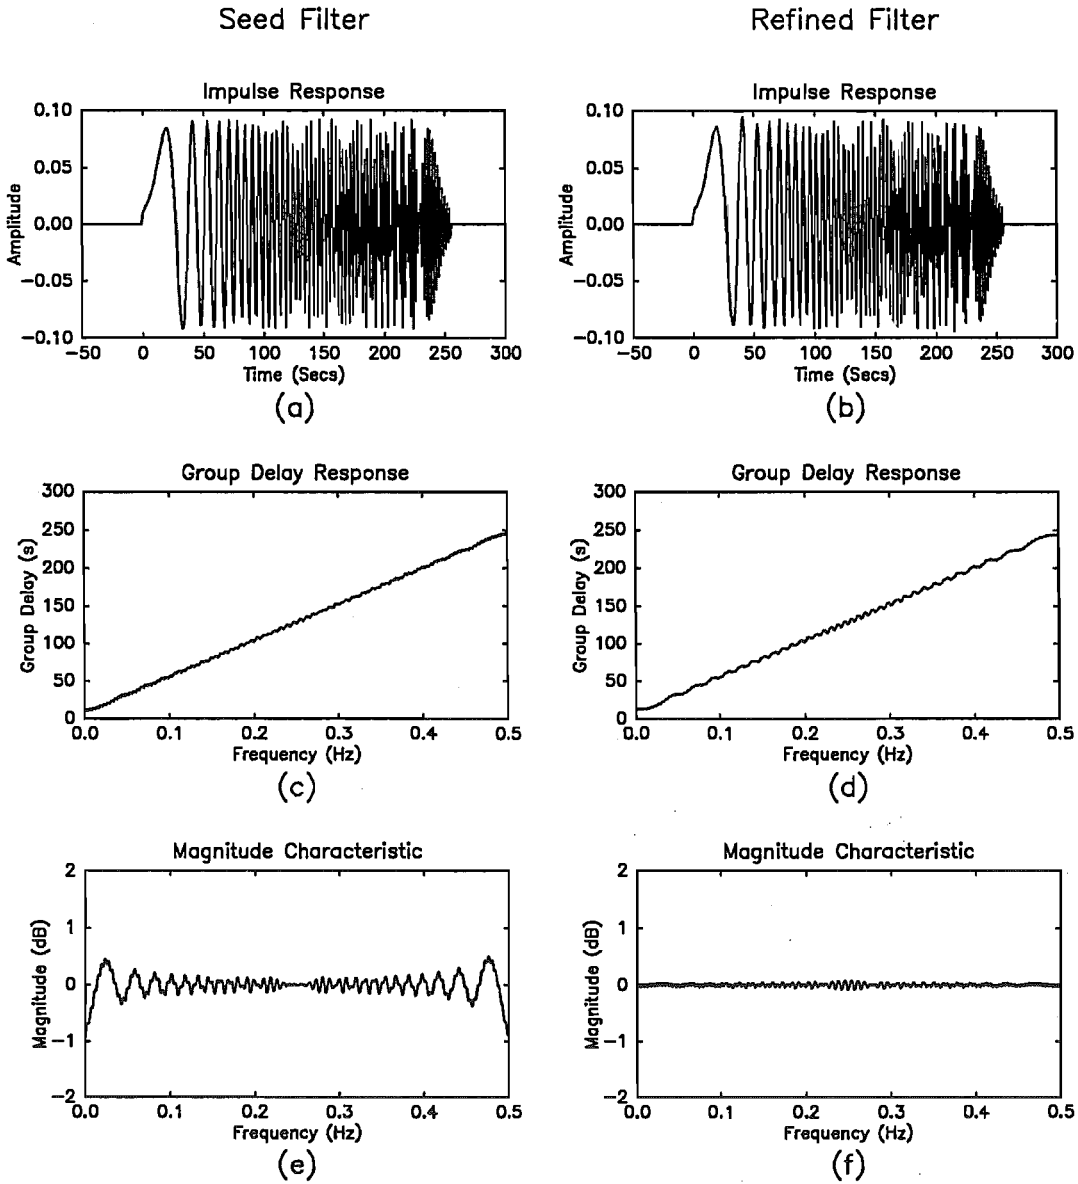 Seed Filter
Refined Filter
Impulse Response
Amplitude
0.10
0.05
0.00
−0.05
−0.10
−50 0 50 100 150 200 250 300
Time (Secs)
(a)
Impulse Response
Amplitude
0.10
0.05
0.00
−0.05
−0.10
−50 0 50 100 150 200 250 300
Time (Secs)
(b)
Group Delay Response
Group Delay (s)
300
250
200
150
100
50
0
0.0 0.1 0.2 0.3 0.4 0.5
Frequency (Hz)
(c)
Group Delay Response
Group Delay (s)
300
250
200
150
100
50
0
0.0 0.1 0.2 0.3 0.4 0.5
Frequency (Hz)
(d)
Magnitude Characteristic
Magnitude (dB)
2
1
0
−1
−2
0.0 0.1 0.2 0.3 0.4 0.5
Frequency (Hz)
(e)
Magnitude Characteristic
Magnitude (dB)
2
1
0
−1
−2
0.0 0.1 0.2 0.3 0.4 0.5
Frequency (Hz)
(f)